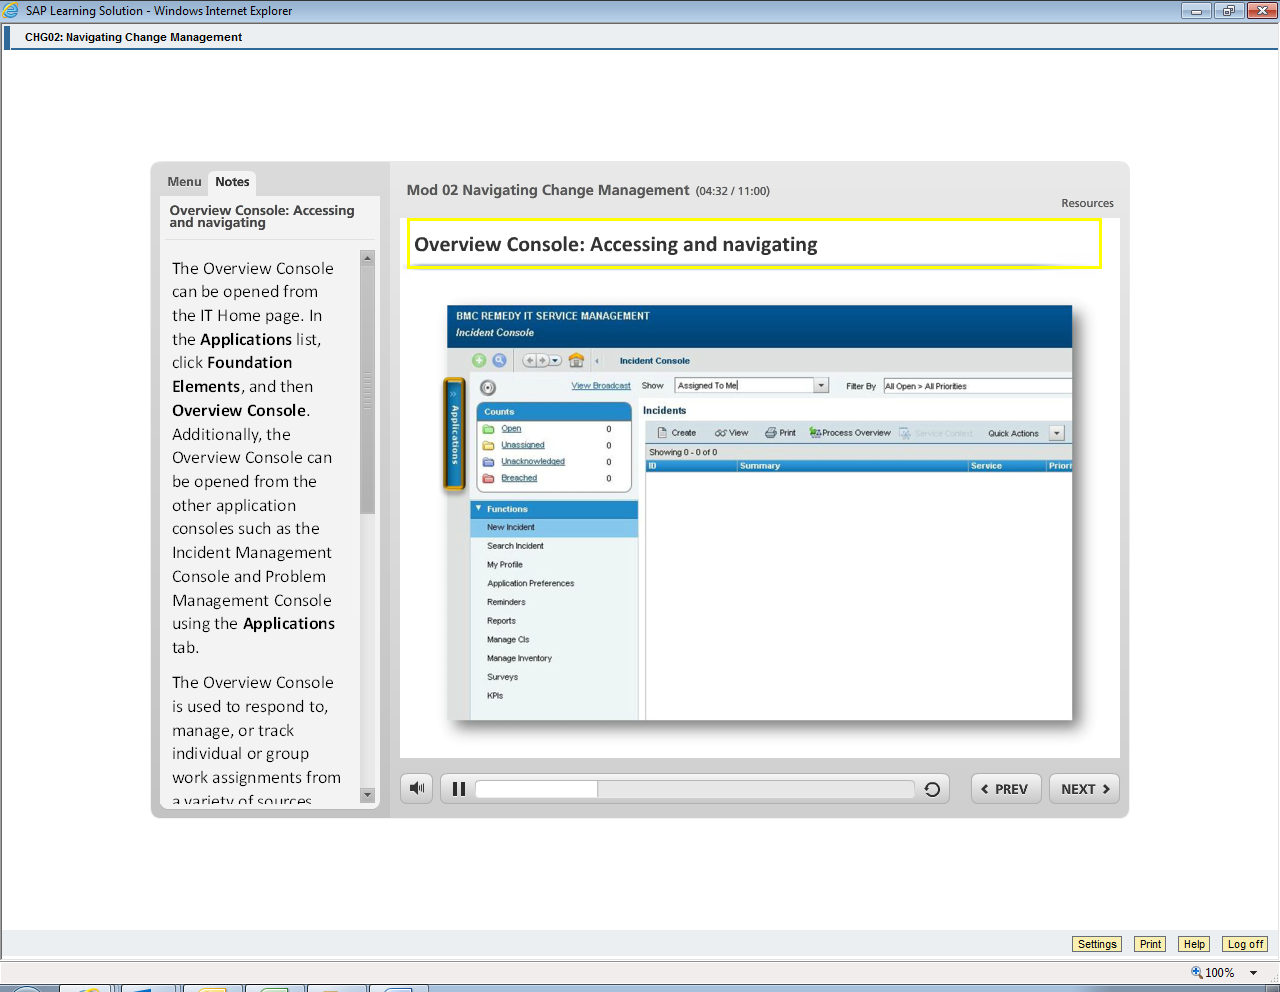 SAP Learning Solution - Windows Internet Explorer
CHG02: Navigating Change Management
Menu
Notes
Overview Console: Accessing
and navigating
The Overview Console
can be opened from
the IT Home page. In
the Applications list,
click Foundation
Elements, and then
Overview Console.
Additionally, the
Overview Console can
be opened from the
other application
consoles such as the
Incident Management
Console and Problem
Management Console
using the Applications
tab.
The Overview Console
is used to respond to,
manage, or track
individual or group
work assignments from
a variety of sources
Mod 02 Navigating Change Management (04:32 / 11:00)
Resources
Overview Console: Accessing and navigating
BMC REMEDY IT SERVICE MANAGEMENT
Incident Console
Incident Console
Applications
View Broadcast
Show
Assigned To Me
Filter By
All Open > All Priorities
Counts
Open 0
Unassigned 0
Unacknowledged 0
Breached 0
Incidents
Create
View
Print
Process Overview
Service Context
Quick Actions
Showing 0 - 0 of 0
ID
Summary
Service
Priori
Functions
New Incident
Search Incident
My Profile
Application Preferences
Reminders
Reports
Manage CIs
Manage Inventory
Surveys
KPIs
PREV
NEXT
Settings
Print
Help
Log off
100%